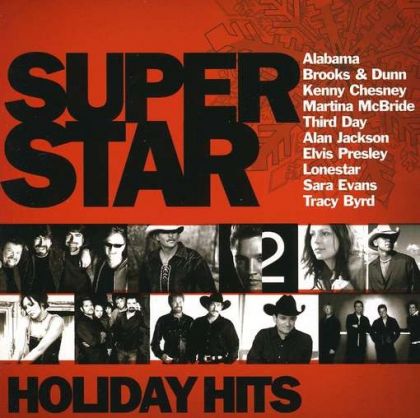 SUPER
STAR
Alabama
Brooks & Dunn
Kenny Chesney
Martina McBride
Third Day
Alan Jackson
Elvis Presley
Lonestar
Sara Evans
Tracy Byrd
2
HOLIDAY HITS